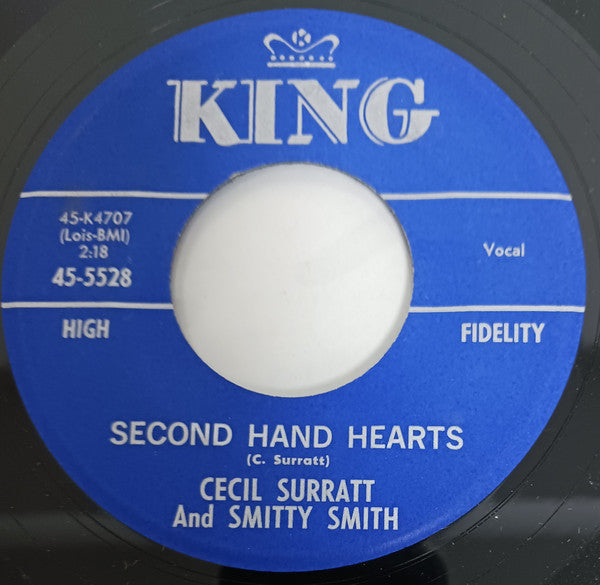 K
KING
45-K4707
(Lois-BMI)
2:18
45-5528
Vocal
HIGH FIDELITY
SECOND HAND HEARTS
(C. Surratt)
CECIL SURRATT
And SMITTY SMITH